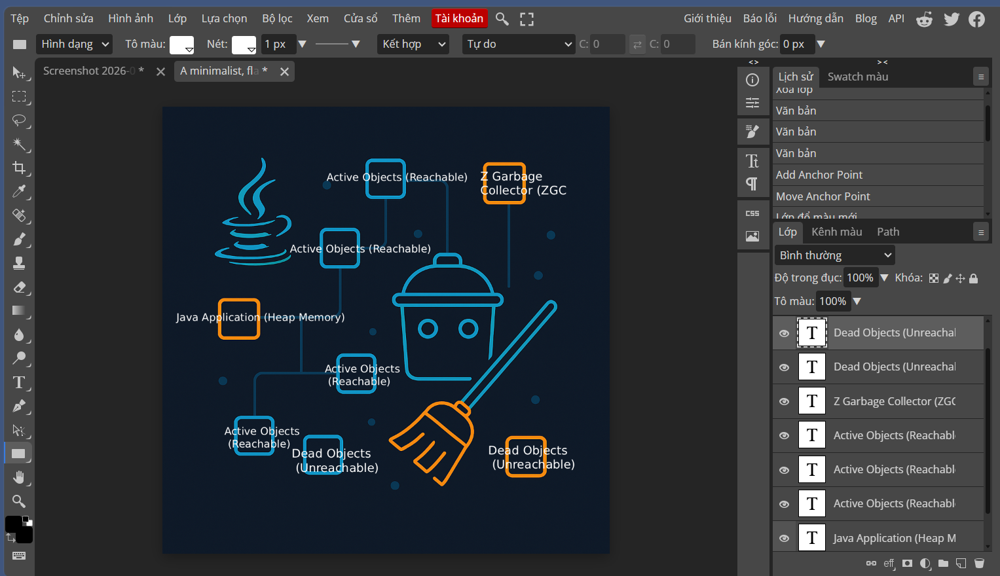 Tệp Chỉnh sửa Hình ảnh Lớp Lựa chọn Bộ lọc Xem Cửa sổ Thêm Tài khoản Giới thiệu Báo lỗi Hướng dẫn Blog API
Hình dạng Tô màu: Nét: 1 px Kết hợp Tự do C: 0 C: 0 Bán kính góc: 0 px
Screenshot 2026-0 * A minimalist, fla *
Active Objects (Reachable)
Z Garbage
Collector (ZGC
Active Objects (Reachable)
Java Application (Heap Memory)
Active Objects
(Reachable)
Active Objects
(Reachable)
Dead Objects
(Unreachable)
Dead Objects
(Unreachable)
< >
> <
CSS
Lịch sử Swatch màu
Xóa lớp
Văn bản
Văn bản
Văn bản
Add Anchor Point
Move Anchor Point
Lớp đổ màu mới
Lớp Kênh màu Path
Bình thường
Độ trong đục: 100% Khóa:
Tô màu: 100%
T Dead Objects (Unreachal
T Dead Objects (Unreachal
T Z Garbage Collector (ZGC
T Active Objects (Reachabl
T Active Objects (Reachabl
T Active Objects (Reachabl
T Java Application (Heap M
eff